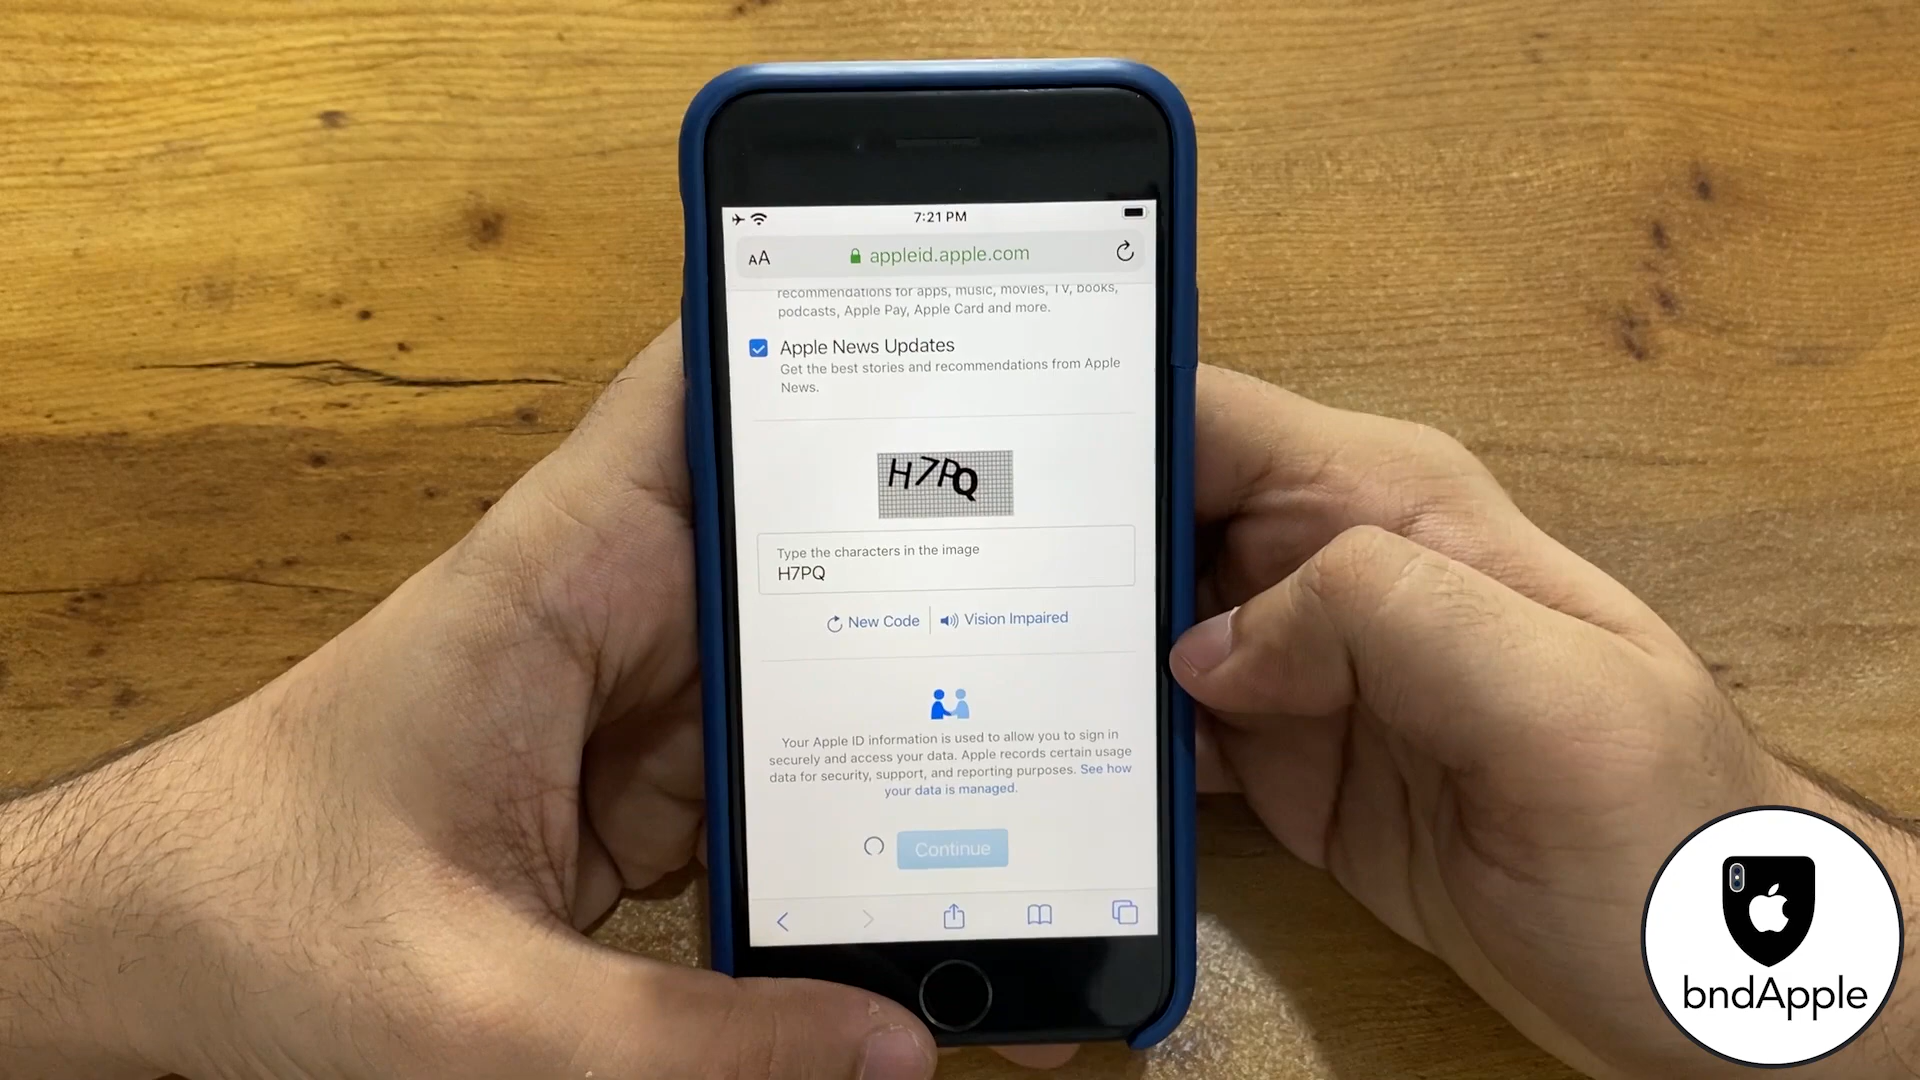 7:21 PM
AA appleid.apple.com
recommendations for apps, music, movies, TV, books,
podcasts, Apple Pay, Apple Card and more.
Apple News Updates
Get the best stories and recommendations from Apple
News.
H7PQ
Type the characters in the image
H7PQ
New Code
Vision Impaired
Your Apple ID information is used to allow you to sign in
securely and access your data. Apple records certain usage
data for security, support, and reporting purposes. See how
your data is managed.
Continue
bndApple